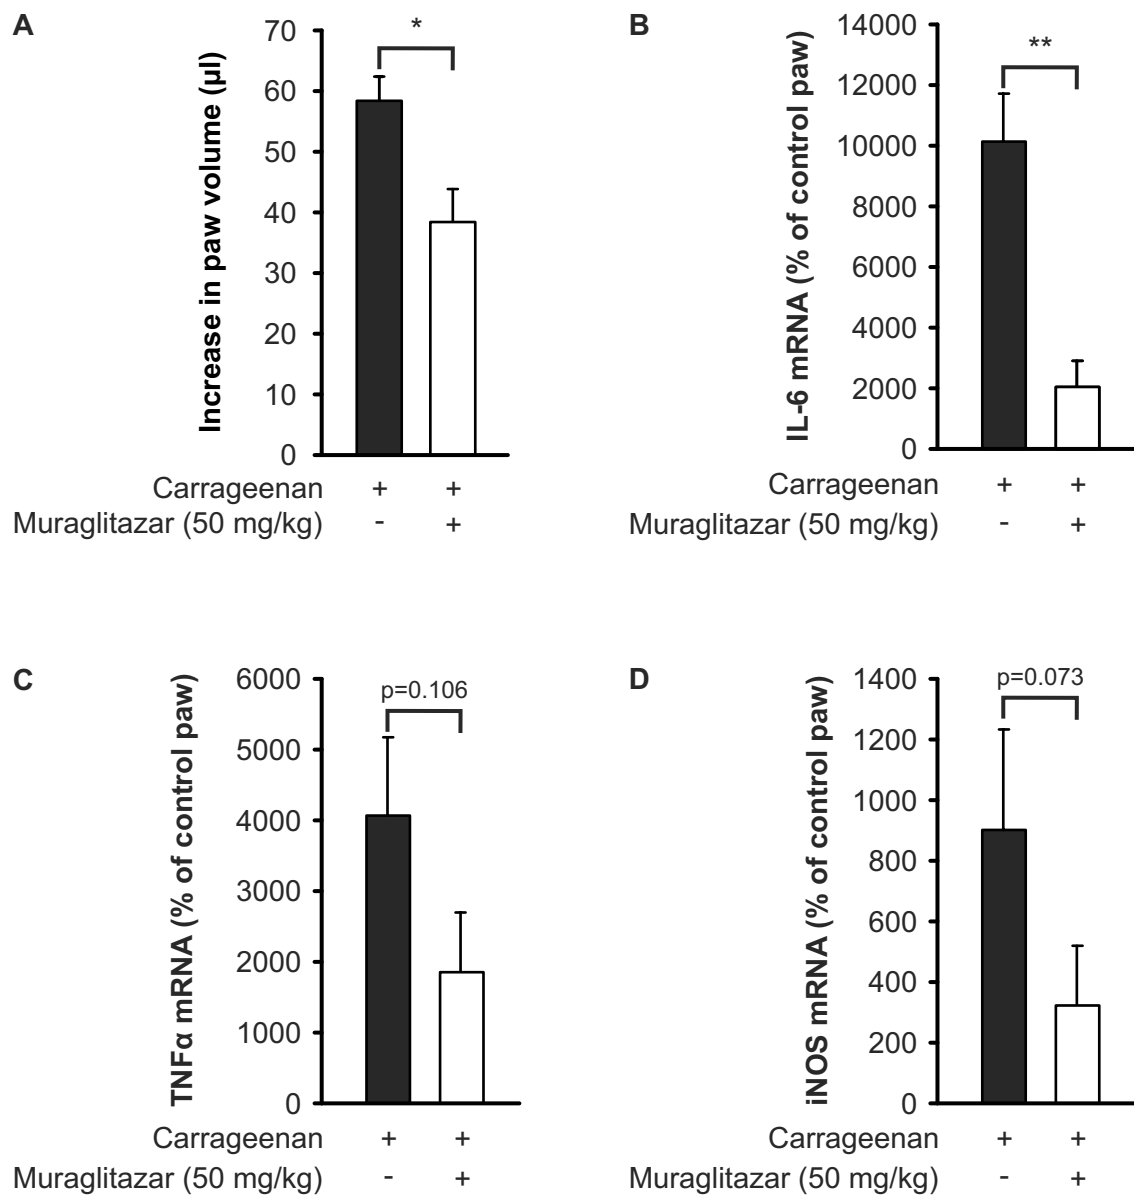 A
Increase in paw volume (µl)
70
60
50
40
30
20
10
0
*
Carrageenan + +
Muraglitazar (50 mg/kg) - +
B
IL-6 mRNA (% of control paw)
14000
12000
10000
8000
6000
4000
2000
0
**
Carrageenan + +
Muraglitazar (50 mg/kg) - +
C
TNFα mRNA (% of control paw)
6000
5000
4000
3000
2000
1000
0
p=0.106
Carrageenan + +
Muraglitazar (50 mg/kg) - +
D
iNOS mRNA (% of control paw)
1400
1200
1000
800
600
400
200
0
p=0.073
Carrageenan + +
Muraglitazar (50 mg/kg) - +